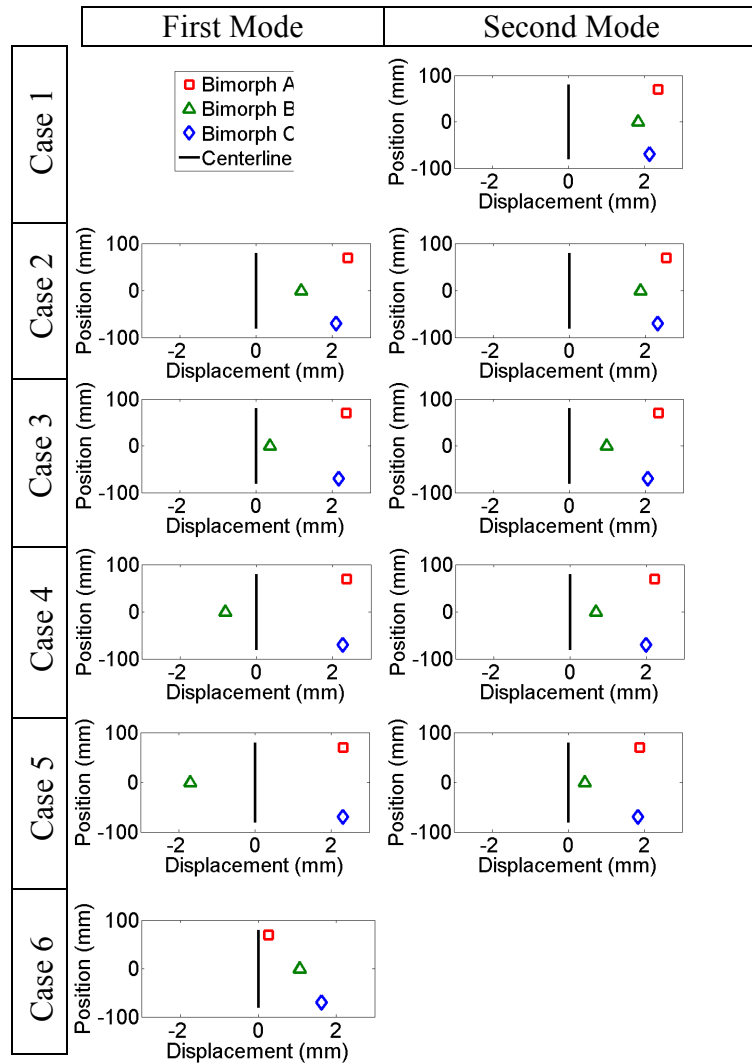 First Mode Second Mode
Case 1
Bimorph A
Bimorph B
Bimorph C
Centerline
Position (mm)
100
0
-100
-2 0 2
Displacement (mm)
Case 2
Position (mm)
100
0
-100
-2 0 2
Displacement (mm)
Position (mm)
100
0
-100
-2 0 2
Displacement (mm)
Case 3
Position (mm)
100
0
-100
-2 0 2
Displacement (mm)
Position (mm)
100
0
-100
-2 0 2
Displacement (mm)
Case 4
Position (mm)
100
0
-100
-2 0 2
Displacement (mm)
Position (mm)
100
0
-100
-2 0 2
Displacement (mm)
Case 5
Position (mm)
100
0
-100
-2 0 2
Displacement (mm)
Position (mm)
100
0
-100
-2 0 2
Displacement (mm)
Case 6
Position (mm)
100
0
-100
-2 0 2
Displacement (mm)